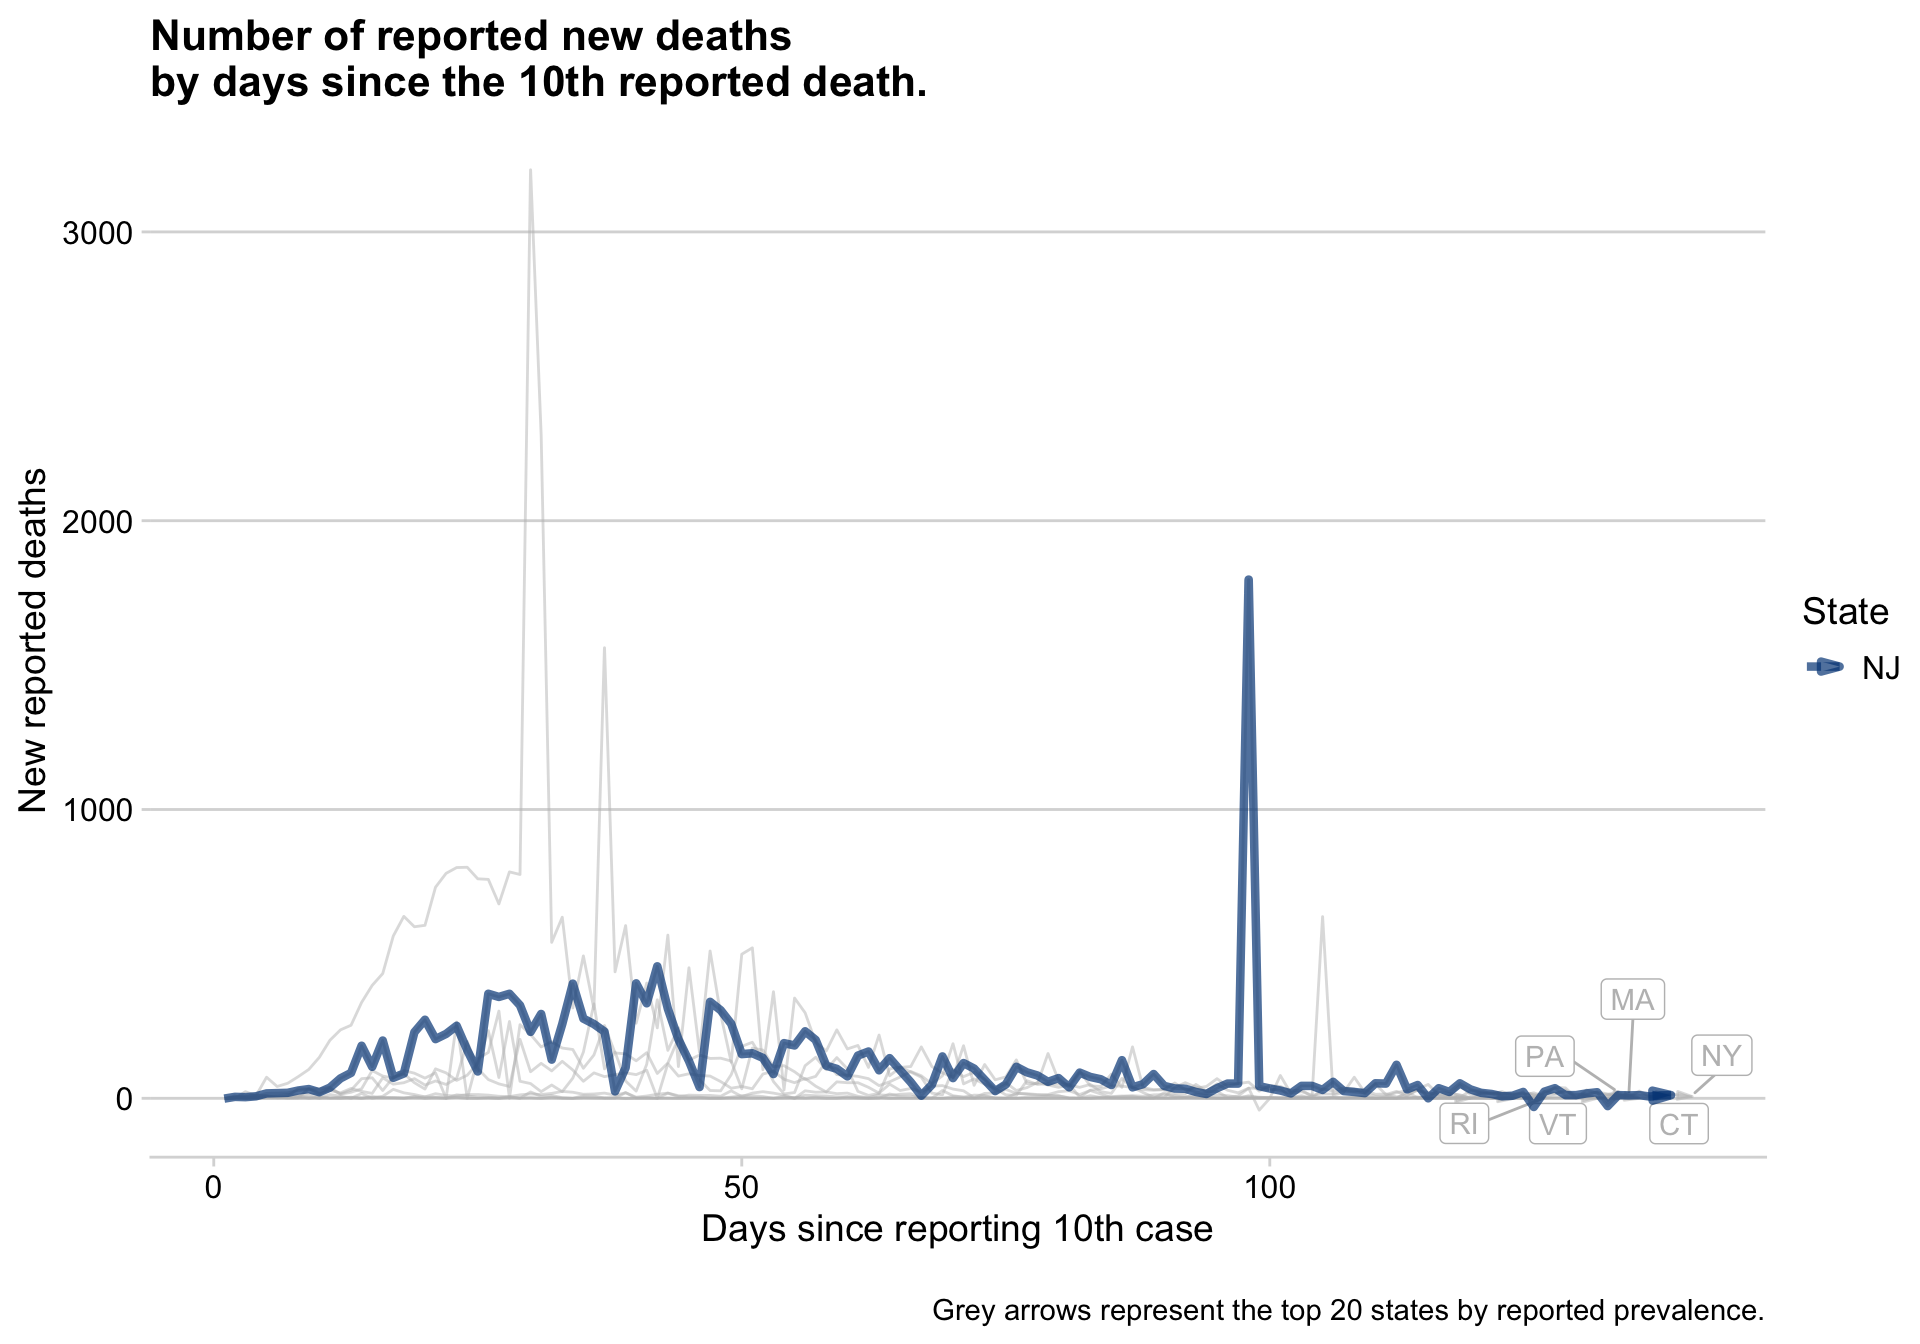 Number of reported new deaths
by days since the 10th reported death.
New reported deaths
3000
2000
1000
0
0
50
100
Days since reporting 10th case
MA
PA
NY
RI
VT
CT
State
NJ
Grey arrows represent the top 20 states by reported prevalence.